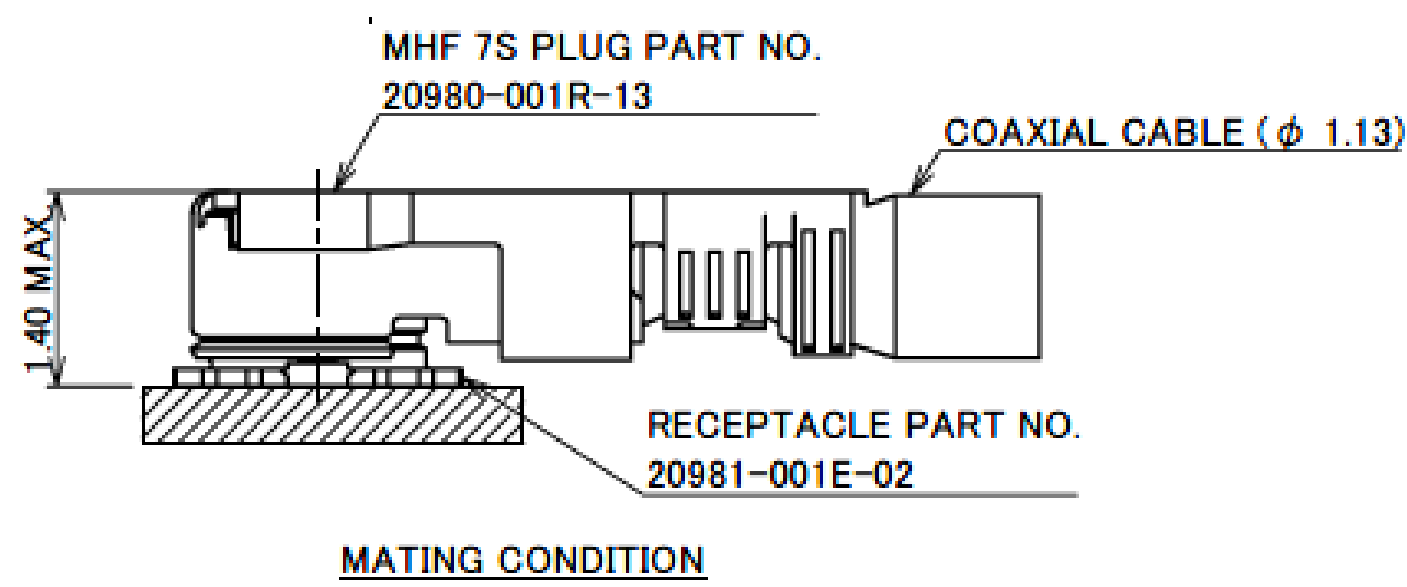 MHF 7S PLUG PART NO.
20980-001R-13
COAXIAL CABLE (ϕ 1.13)
1.40 MAX
RECEPTACLE PART NO.
20981-001E-02
MATING CONDITION